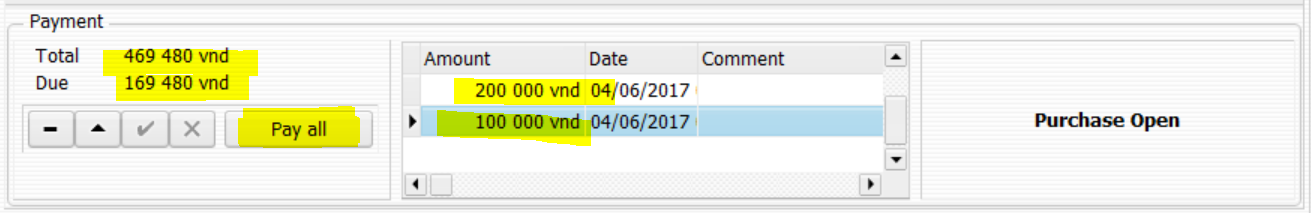 Payment
Total 469 480 vnd
Due 169 480 vnd
Pay all
Amount Date Comment
200 000 vnd 04/06/2017
100 000 vnd 04/06/2017
Purchase Open